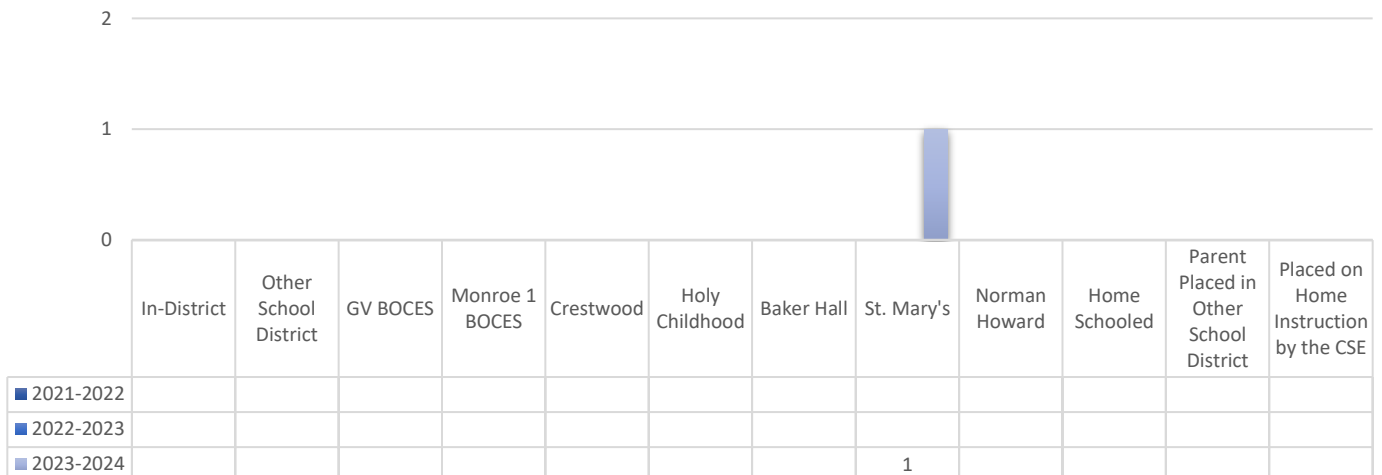 2
1
0
In-District
Other
School
District
GV BOCES
Monroe 1
BOCES
Crestwood
Holy
Childhood
Baker Hall
St. Mary's
Norman
Howard
Home
Schooled
Parent
Placed in
Other
School
District
Placed on
Home
Instruction
by the CSE
2021-2022
2022-2023
2023-2024
1